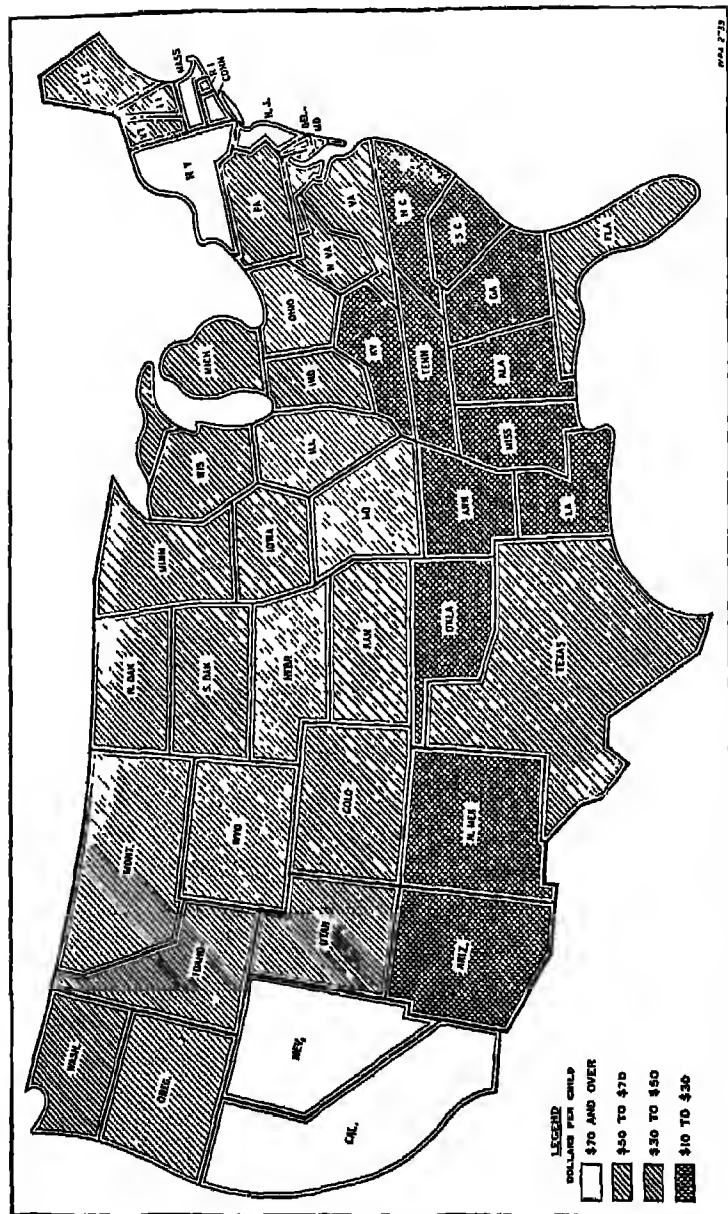 WASH.
OREG.
CAL.
NEV.
IDAHO
MONT.
WYO
UTAH
COLO
ARIZ.
N. MEX
N. DAK
S. DAK
NEBR
KAN
OKLA
TEXAS
MINN
IOWA
MO
ARK
LA
WIS
ILL
MICH
IND
OHIO
KY
TENN
MISS
ALA
GA
FLA
S C
N C
VA
W VA
PA
N Y
VT
MASS
R I
CONN
N. J.
DEL-
MD
LEGEND
DOLLARS PER CHILD
$70 AND OVER
$50 TO $70
$30 TO $50
$10 TO $30